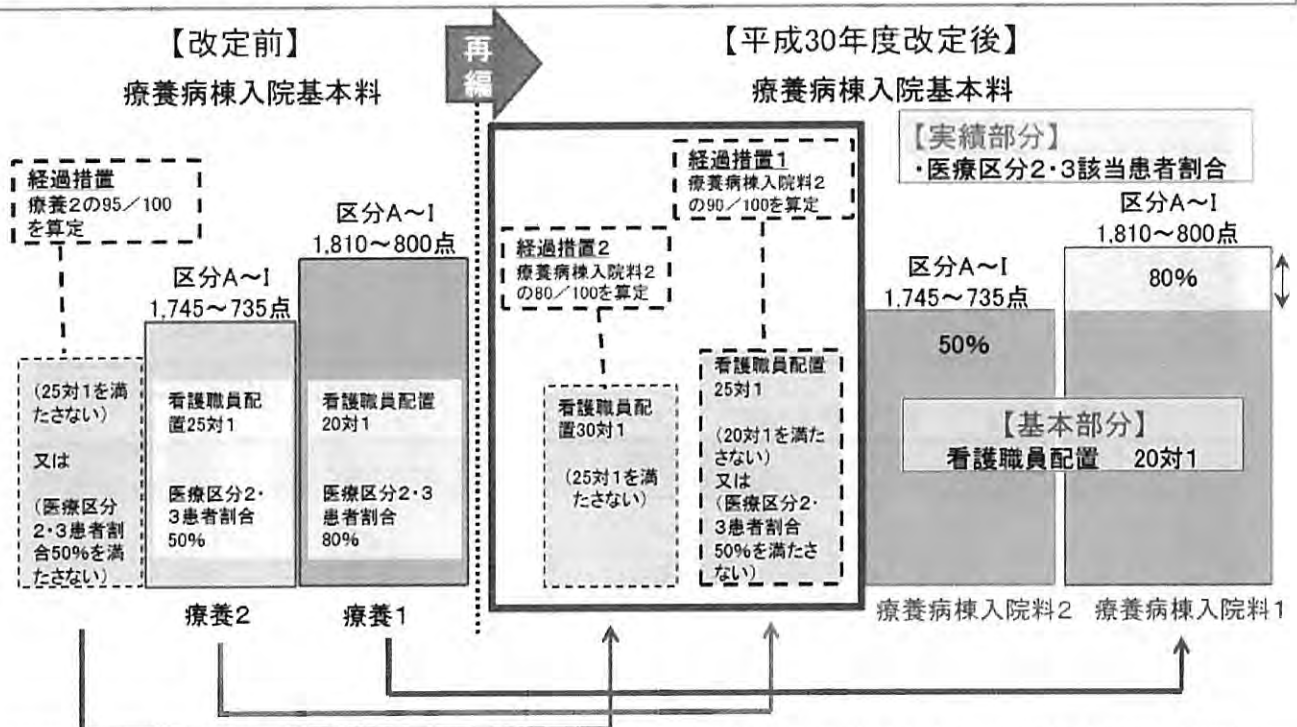 【改定前】
療養病棟入院基本料
再
編
【平成30年度改定後】
療養病棟入院基本料
経過措置
療養2の95/100
を算定
区分A~I
1,745~735点
区分A~I
1,810~800点
(25対1を満
たさない)
又は
(医療区分
2・3患者割
合50%を満
たさない)
看護職員配
置25対1
医療区分2・
3患者割合
50%
看護職員配置
20対1
医療区分2・3
患者割合
80%
療養2
療養1
経過措置2
療養病棟入院料2
の80/100を算定
経過措置1
療養病棟入院料2
の90/100を算定
看護職員配
置30対1
(25対1を満
たさない)
看護職員配置
25対1
(20対1を満た
さない)
又は
(医療区分2・
3患者割合
50%を満たさ
ない)
【実績部分】
・医療区分2・3該当患者割合
区分A~I
1,745~735点
50%
区分A~I
1,810~800点
80%
【基本部分】
看護職員配置 20対1
療養病棟入院料2
療養病棟入院料1